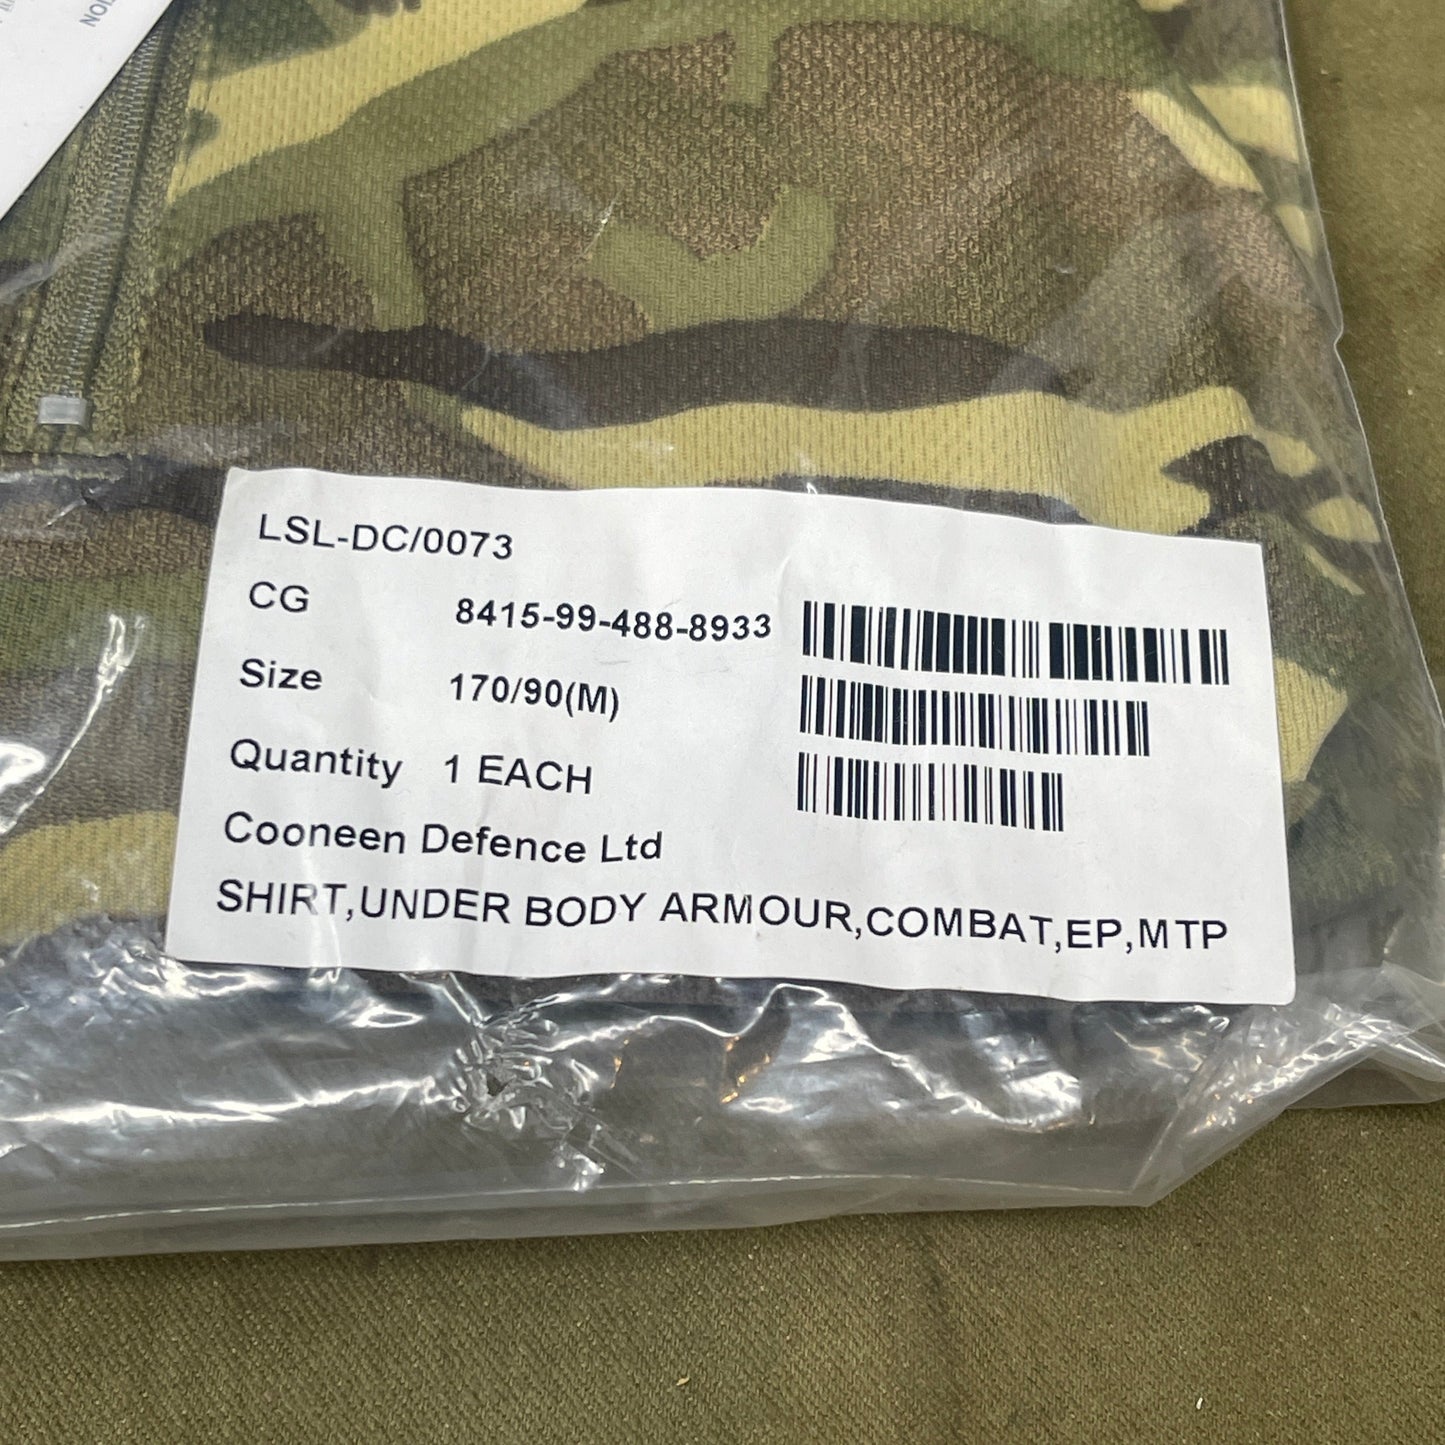 LSL-DC/0073
CG 8415-99-488-8933
Size 170/90(M)
Quantity 1 EACH
Cooneen Defence Ltd
SHIRT,UNDER BODY ARMOUR,COMBAT,EP,MTP